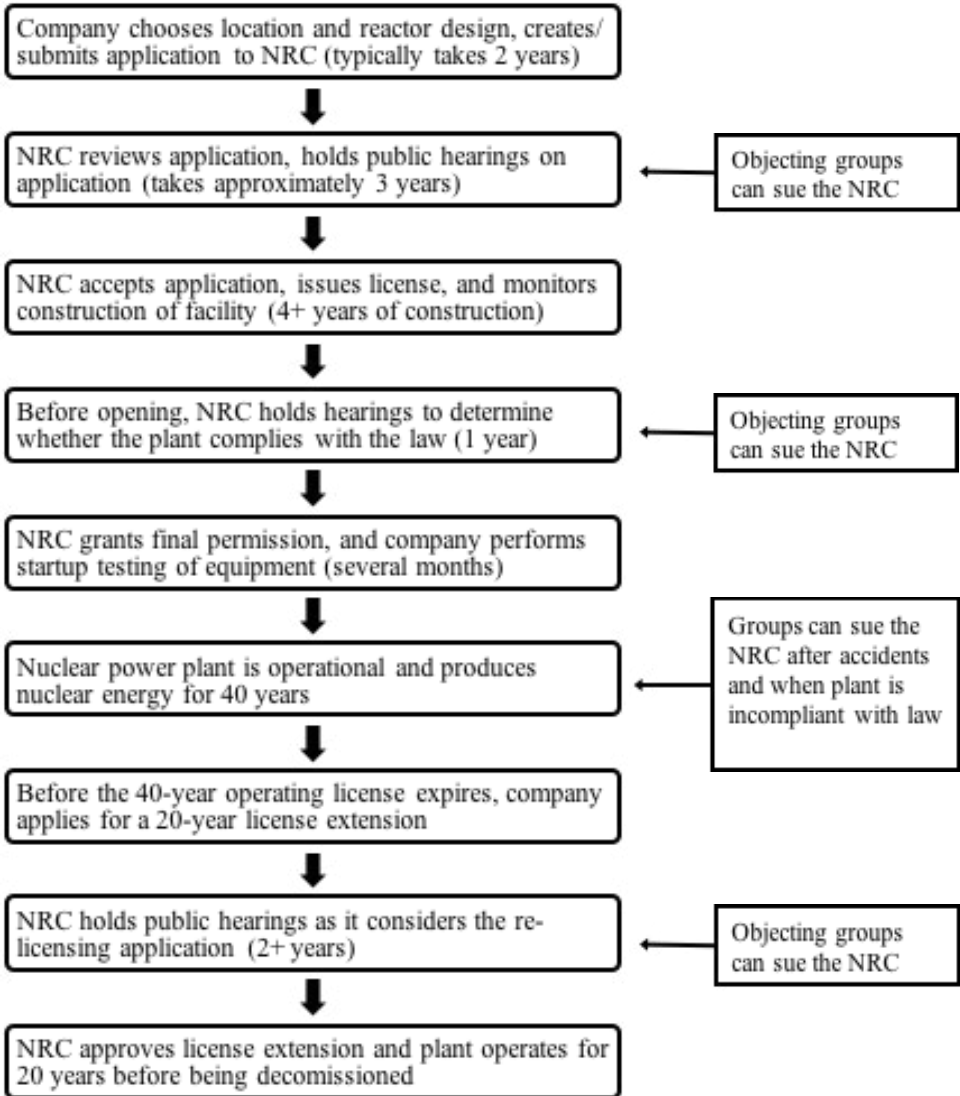 Company chooses location and reactor design, creates/
submits application to NRC (typically takes 2 years)
NRC reviews application, holds public hearings on
application (takes approximately 3 years)
Objecting groups
can sue the NRC
NRC accepts application, issues license, and monitors
construction of facility (4+ years of construction)
Before opening, NRC holds hearings to determine
whether the plant complies with the law (1 year)
Objecting groups
can sue the NRC
NRC grants final permission, and company performs
startup testing of equipment (several months)
Nuclear power plant is operational and produces
nuclear energy for 40 years
Groups can sue the
NRC after accidents
and when plant is
incompliant with law
Before the 40-year operating license expires, company
applies for a 20-year license extension
NRC holds public hearings as it considers the re-
licensing application (2+ years)
Objecting groups
can sue the NRC
NRC approves license extension and plant operates for
20 years before being decomissioned